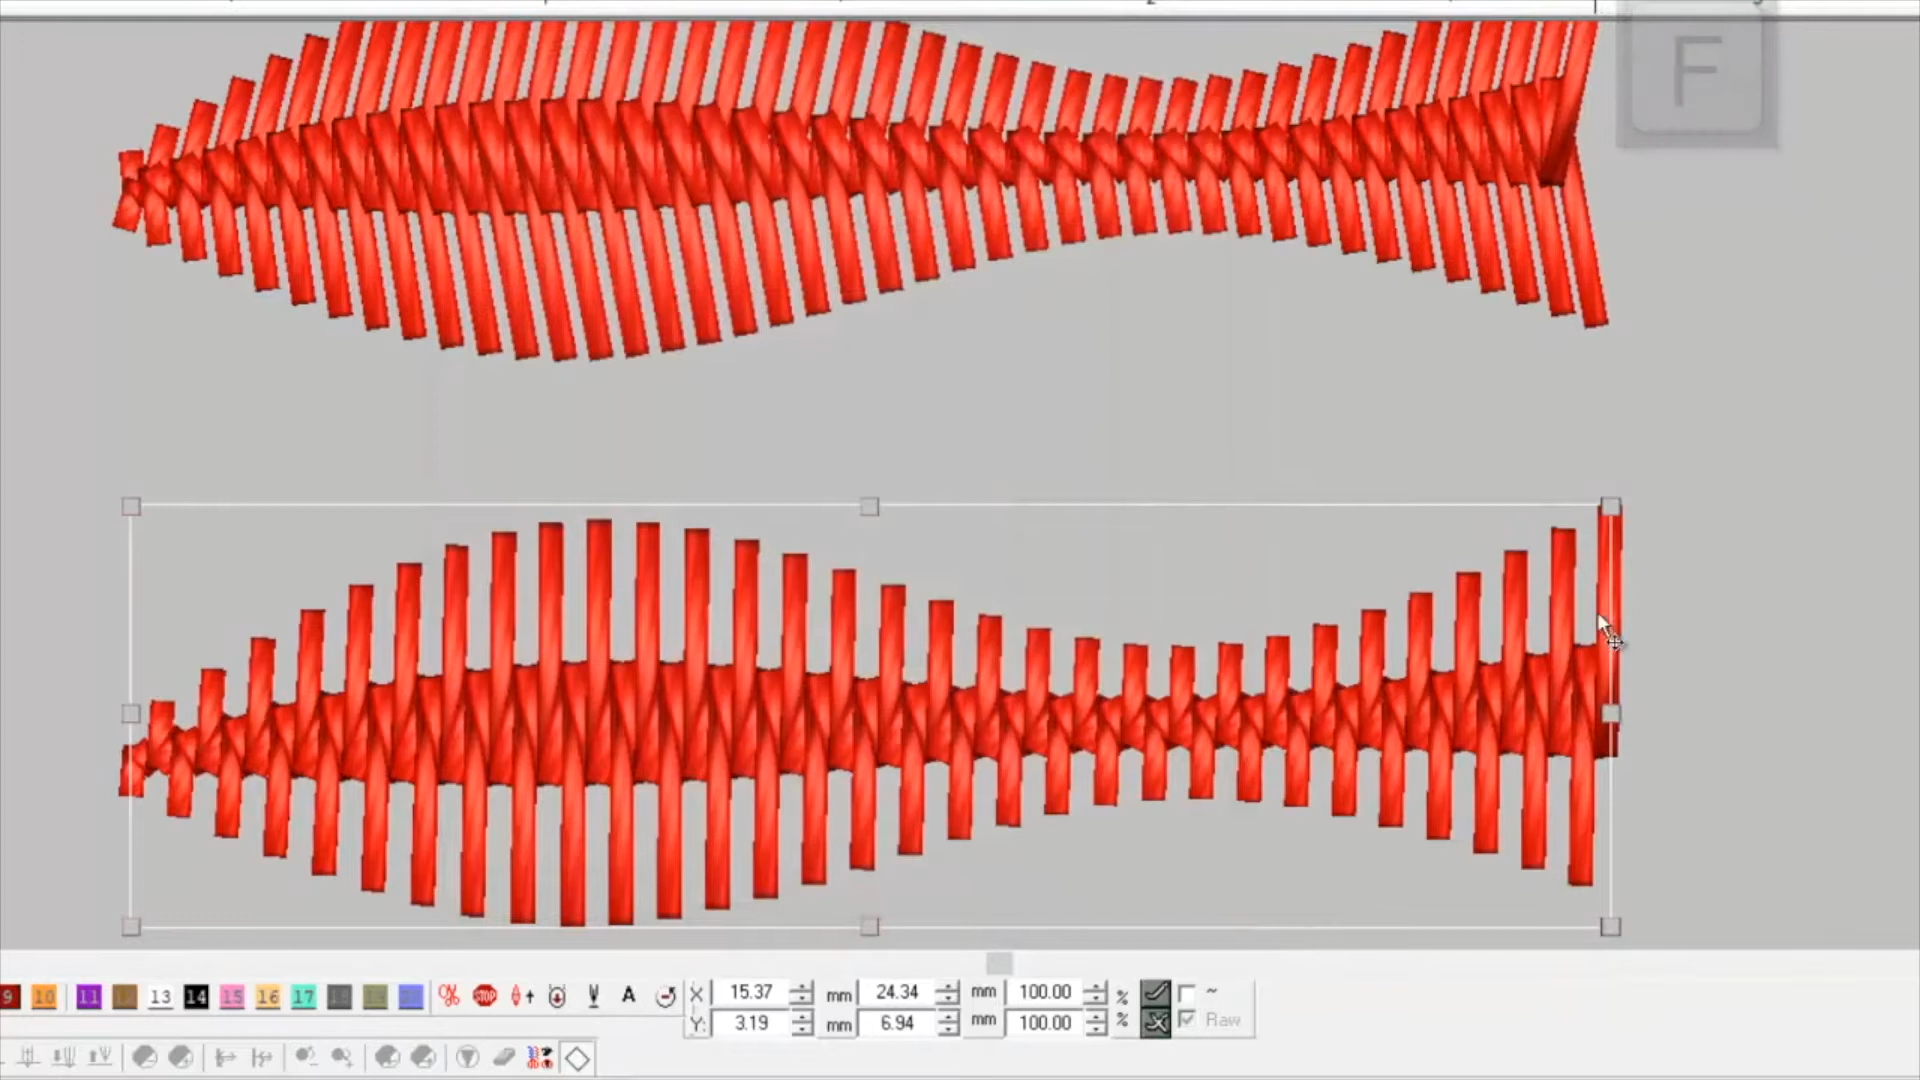 F
9 10 11 13 14 15 16 17 STOP A X 15.37 mm 24.34 mm 100.00 % ~
Y: 3.19 mm 6.94 mm 100.00 % Raw